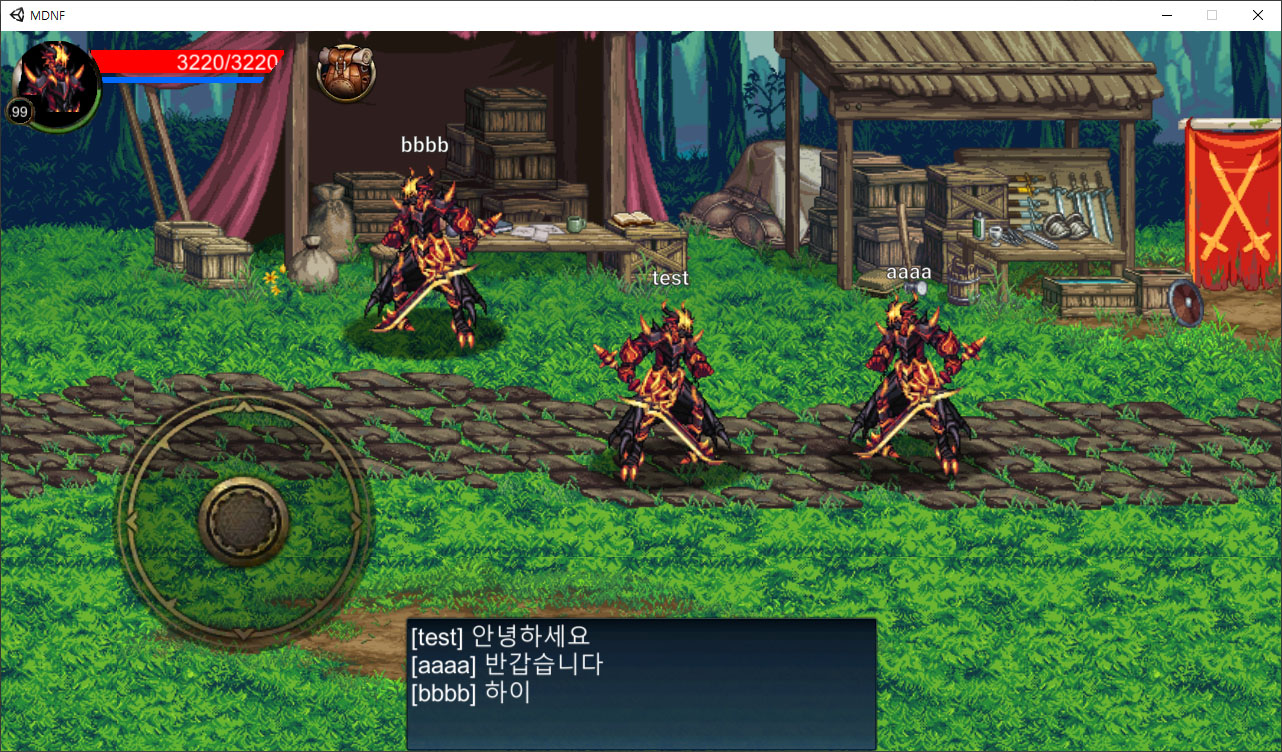 MDNF
3220/3220
99
bbbb
test
aaaa
[test] 안녕하세요
[aaaa] 반갑습니다
[bbbb] 하이